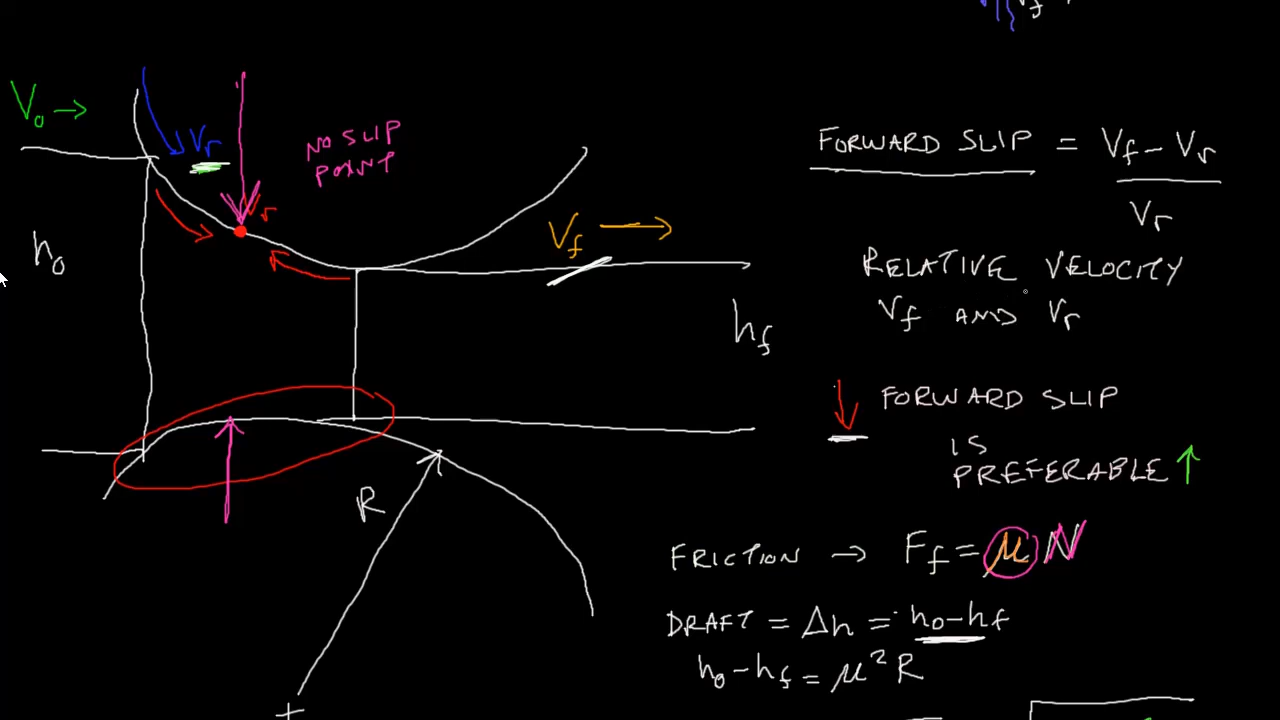 V₀ →
Vr
NO SLIP
POINT
Vr
h₀
Vf →
hf
R
FORWARD SLIP = Vf - Vr
Vr
RELATIVE VELOCITY
Vf AND Vr
↓ FORWARD SLIP
IS
PREFERABLE ↑
FRICTION → Ff = μN
DRAFT = Δh = h₀-hf
h₀-hf = μ²R